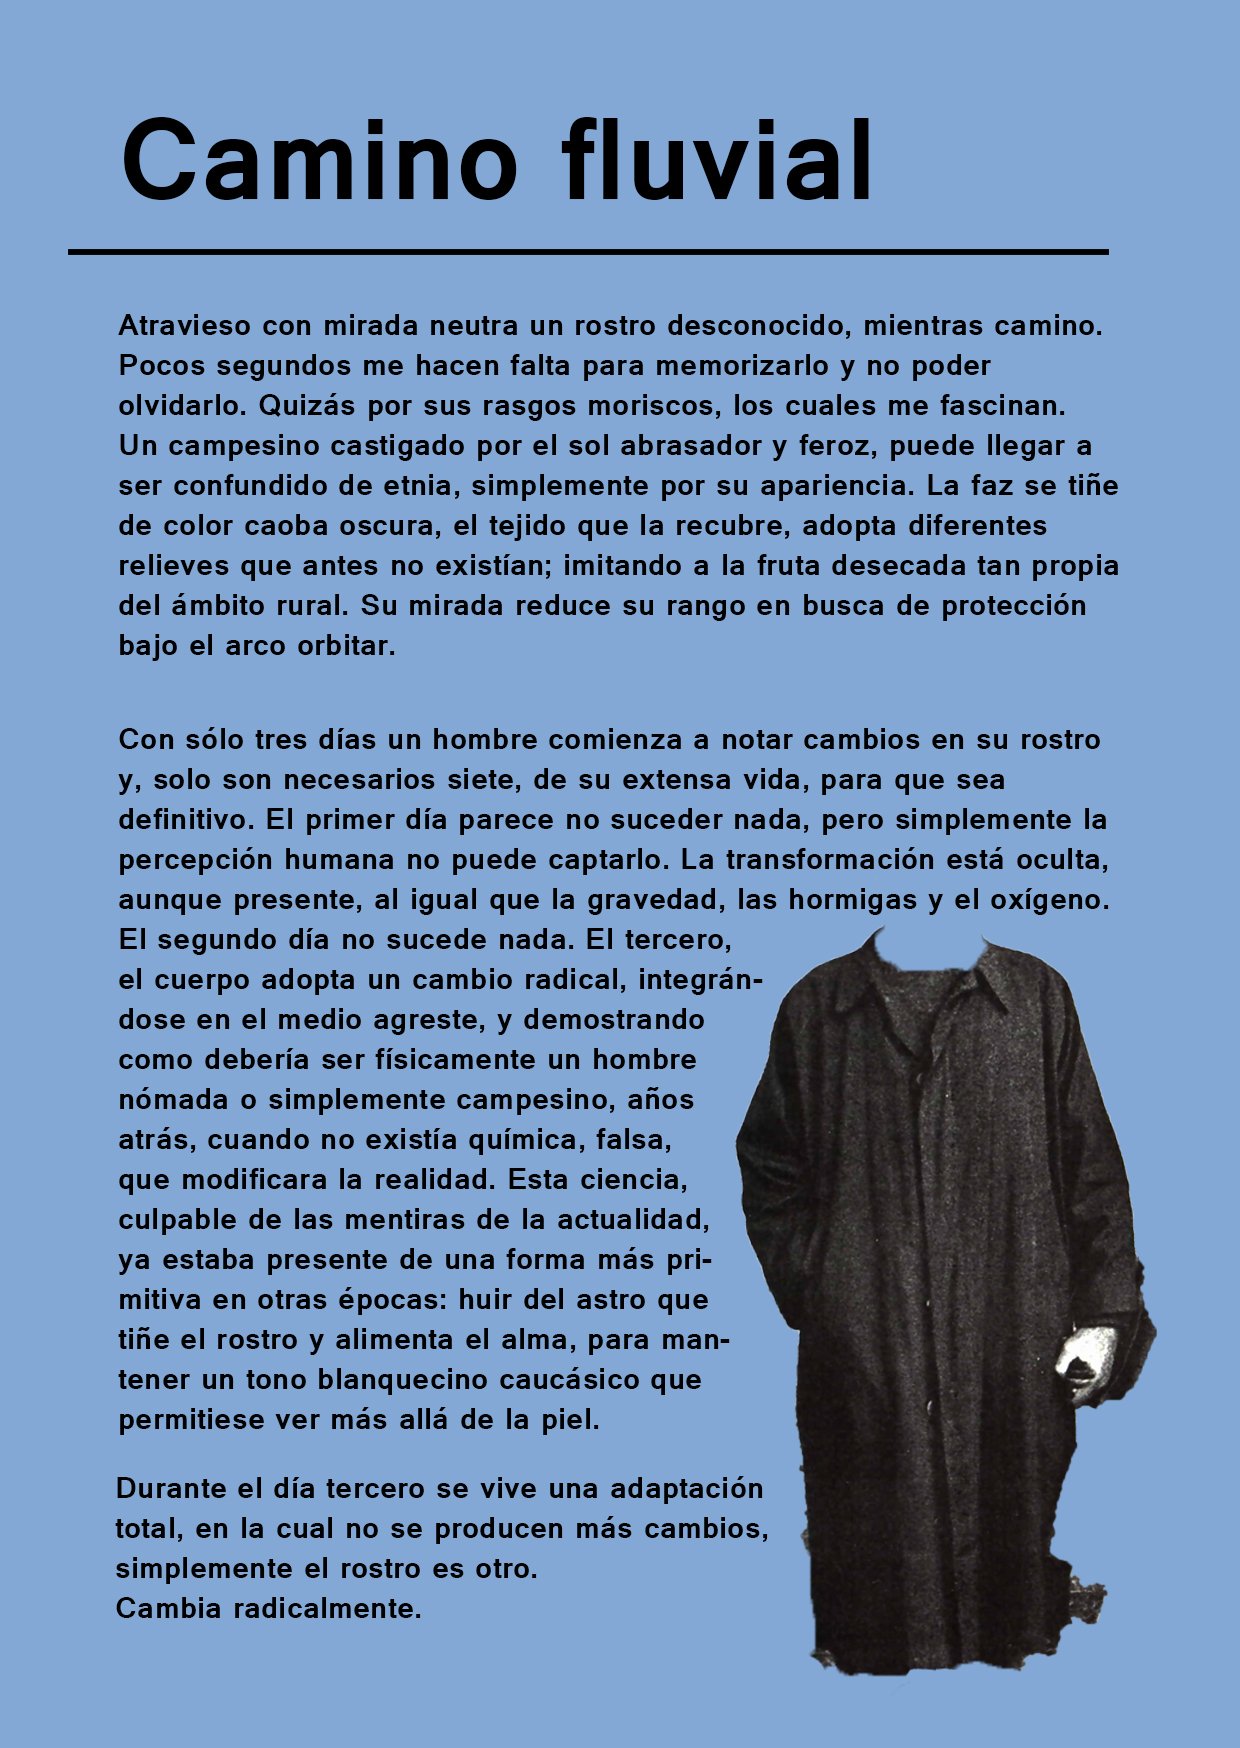 Camino fluvial
Atravieso con mirada neutra un rostro desconocido, mientras camino.
Pocos segundos me hacen falta para memorizarlo y no poder
olvidarlo. Quizás por sus rasgos moriscos, los cuales me fascinan.
Un campesino castigado por el sol abrasador y feroz, puede llegar a
ser confundido de etnia, simplemente por su apariencia. La faz se tiñe
de color caoba oscura, el tejido que la recubre, adopta diferentes
relieves que antes no existían; imitando a la fruta desecada tan propia
del ámbito rural. Su mirada reduce su rango en busca de protección
bajo el arco orbitar.
Con sólo tres días un hombre comienza a notar cambios en su rostro
y, solo son necesarios siete, de su extensa vida, para que sea
definitivo. El primer día parece no suceder nada, pero simplemente la
percepción humana no puede captarlo. La transformación está oculta,
aunque presente, al igual que la gravedad, las hormigas y el oxígeno.
El segundo día no sucede nada. El tercero,
el cuerpo adopta un cambio radical, integrán-
dose en el medio agreste, y demostrando
como debería ser físicamente un hombre
nómada o simplemente campesino, años
atrás, cuando no existía química, falsa,
que modificara la realidad. Esta ciencia,
culpable de las mentiras de la actualidad,
ya estaba presente de una forma más pri-
mitiva en otras épocas: huir del astro que
tiñe el rostro y alimenta el alma, para man-
tener un tono blanquecino caucásico que
permitiese ver más allá de la piel.
Durante el día tercero se vive una adaptación
total, en la cual no se producen más cambios,
simplemente el rostro es otro.
Cambia radicalmente.